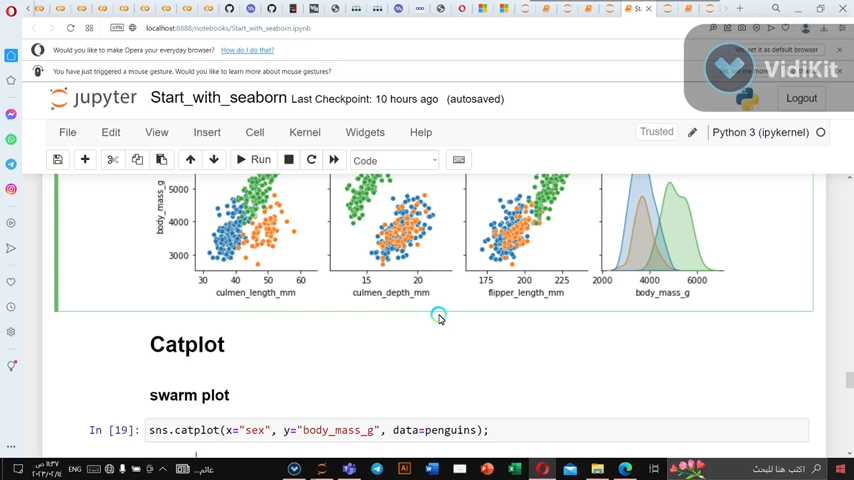 St
localhost:8888/notebooks/Start_with_seaborn.ipynb
VPN
Would you like to make Opera your everyday browser? How do I do that?
You have just triggered a mouse gesture. Would you like to learn more about mouse gestures?
VidiKit
jupyter Start_with_seaborn Last Checkpoint: 10 hours ago (autosaved)
Logout
File Edit View Insert Cell Kernel Widgets Help
Trusted
Python 3 (ipykernel)
Run
Code
body_mass_g
5000
4000
3000
30 40 50 60
15 20
175 200 225
2000 4000 6000
culmen_length_mm
culmen_depth_mm
flipper_length_mm
body_mass_g
Catplot
swarm plot
In [19]: sns.catplot(x="sex", y="body_mass_g", data=penguins);
ENG
غائم...
اكتب هنا للبحث